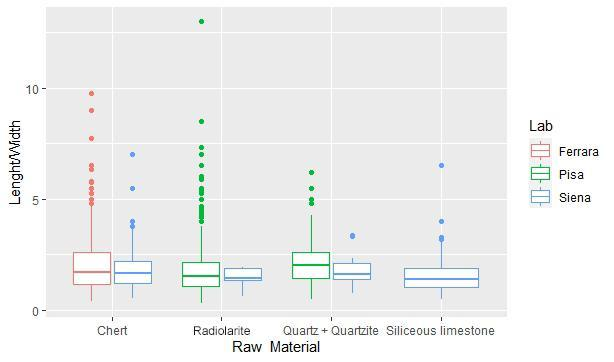 Lenght/Width
10
5
0
Chert Radiolarite Quartz + Quartzite Siliceous limestone
Raw Material
Lab
Ferrara
Pisa
Siena